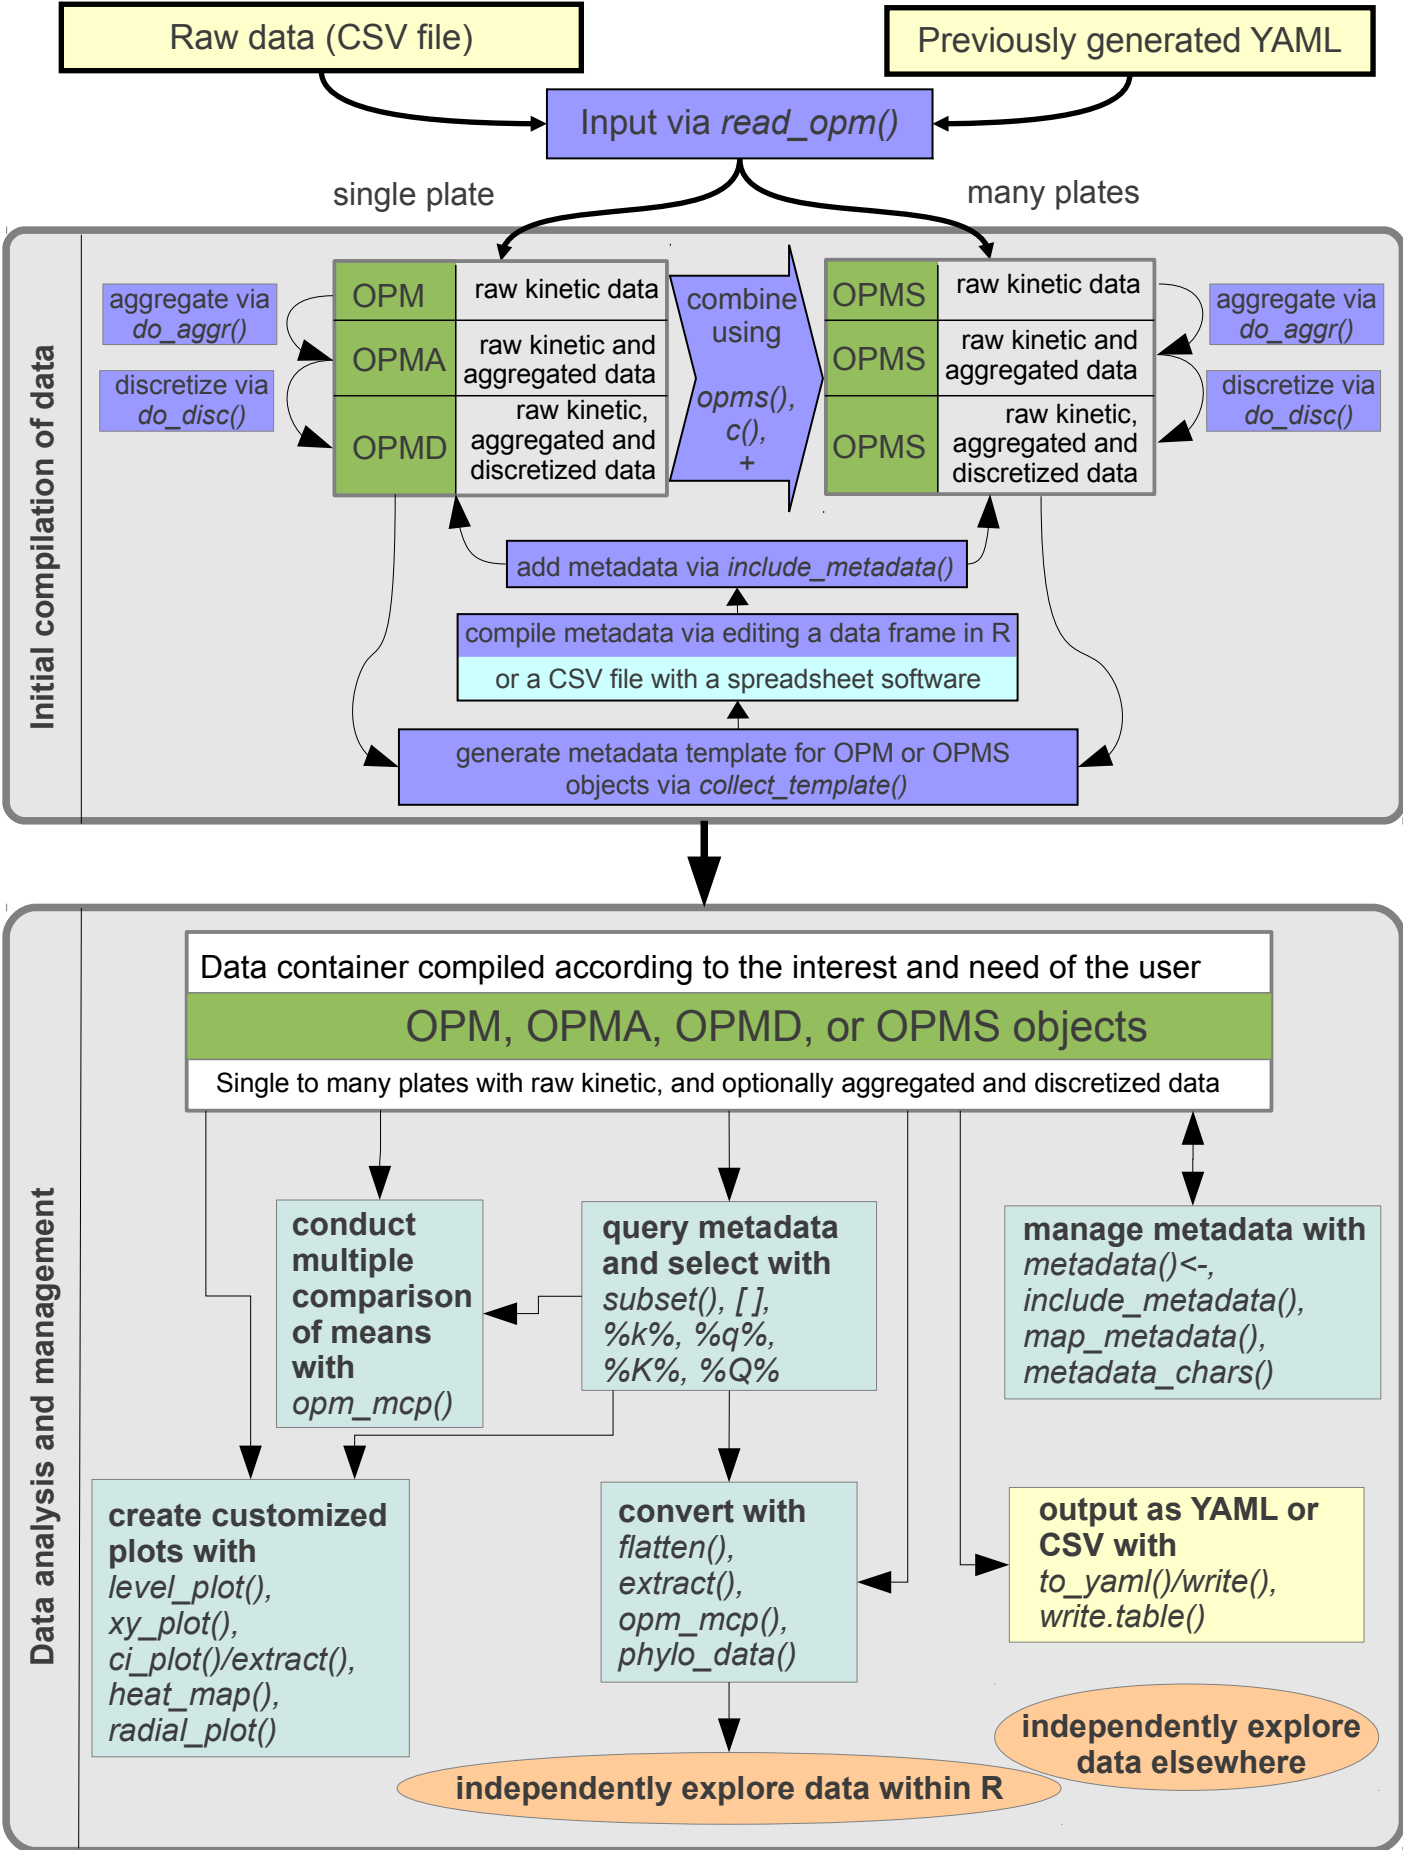 Raw data (CSV file)
Previously generated YAML
Input via read_opm()
single plate
many plates
Initial compilation of data
aggregate via
do_aggr()
discretize via
do_disc()
OPM
raw kinetic data
OPMA
raw kinetic and
aggregated data
OPMD
raw kinetic,
aggregated and
discretized data
combine
using
opms(),
c(),
+
OPMS
raw kinetic data
OPMS
raw kinetic and
aggregated data
OPMS
raw kinetic,
aggregated and
discretized data
aggregate via
do_aggr()
discretize via
do_disc()
add metadata via include_metadata()
compile metadata via editing a data frame in R
or a CSV file with a spreadsheet software
generate metadata template for OPM or OPMS
objects via collect_template()
Data analysis and management
Data container compiled according to the interest and need of the user
OPM, OPMA, OPMD, or OPMS objects
Single to many plates with raw kinetic, and optionally aggregated and discretized data
conduct
multiple
comparison
of means
with
opm_mcp()
query metadata
and select with
subset(), [ ],
%k%, %q%,
%K%, %Q%
manage metadata with
metadata()<-,
include_metadata(),
map_metadata(),
metadata_chars()
create customized
plots with
level_plot(),
xy_plot(),
ci_plot()/extract(),
heat_map(),
radial_plot()
convert with
flatten(),
extract(),
opm_mcp(),
phylo_data()
output as YAML or
CSV with
to_yaml()/write(),
write.table()
independently explore
data elsewhere
independently explore data within R